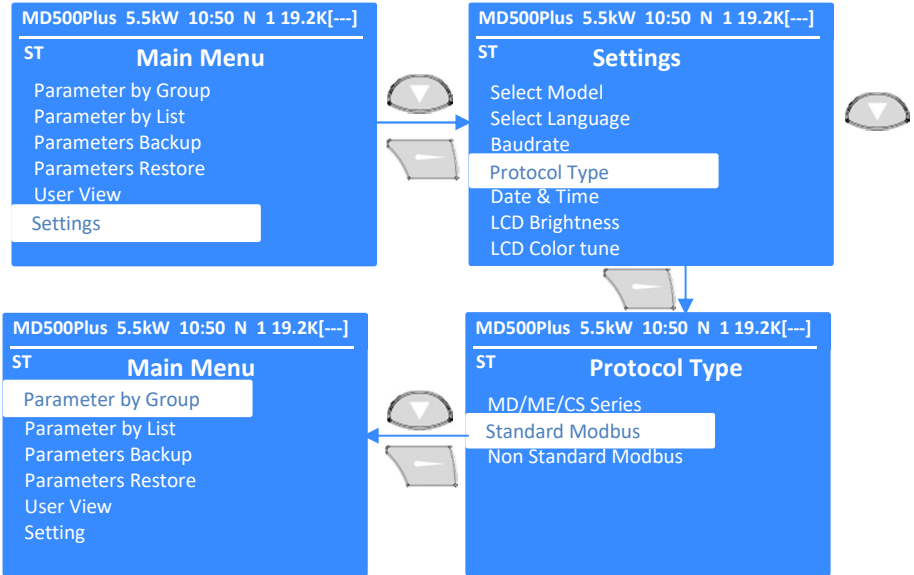 MD500Plus 5.5kW 10:50 N 1 19.2K[---]
ST Main Menu
Parameter by Group
Parameter by List
Parameters Backup
Parameters Restore
User View
Settings
MD500Plus 5.5kW 10:50 N 1 19.2K[---]
ST Settings
Select Model
Select Language
Baudrate
Protocol Type
Date & Time
LCD Brightness
LCD Color tune
MD500Plus 5.5kW 10:50 N 1 19.2K[---]
ST Main Menu
Parameter by Group
Parameter by List
Parameters Backup
Parameters Restore
User View
Setting
MD500Plus 5.5kW 10:50 N 1 19.2K[---]
ST Protocol Type
MD/ME/CS Series
Standard Modbus
Non Standard Modbus